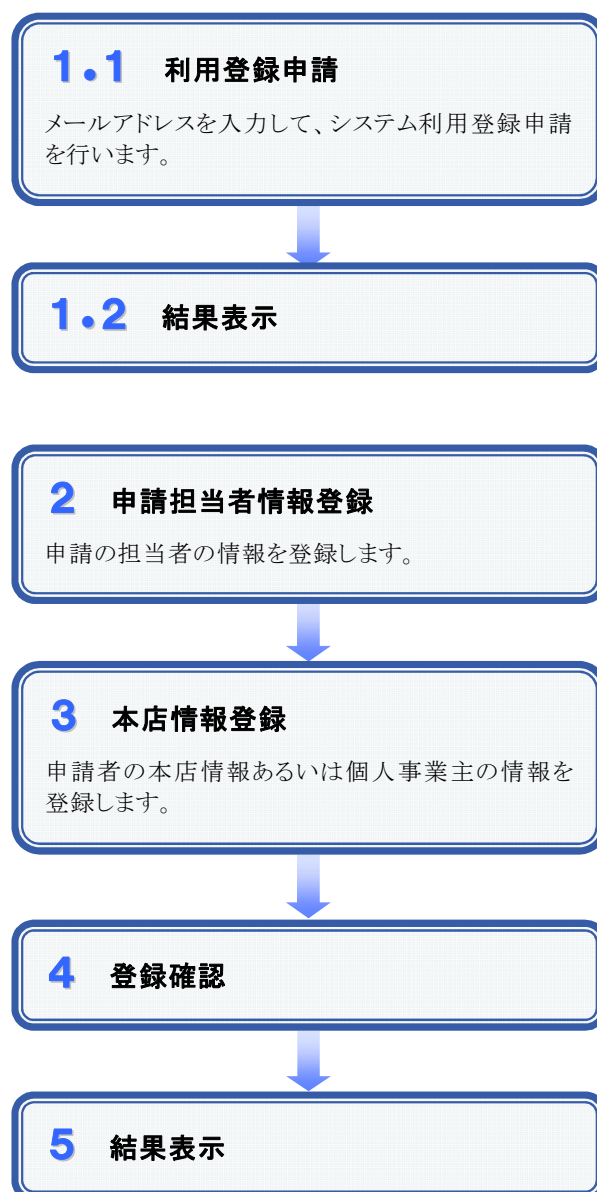 1.1 利用登録申請
メールアドレスを入力して、システム利用登録申請
を行います。
1.2 結果表示
2 申請担当者情報登録
申請の担当者の情報を登録します。
3 本店情報登録
申請者の本店情報あるいは個人事業主の情報を
登録します。
4 登録確認
5 結果表示